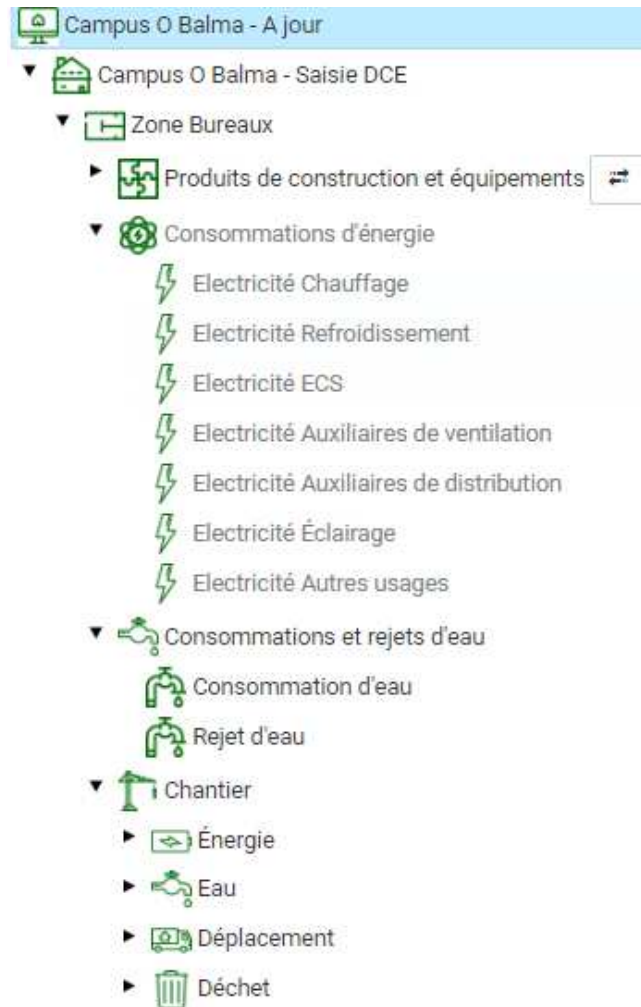 Campus O Balma - A jour
Campus O Balma - Saisie DCE
Zone Bureaux
Produits de construction et équipements
Consommations d'énergie
Electricité Chauffage
Electricité Refroidissement
Electricité ECS
Electricité Auxiliaires de ventilation
Electricité Auxiliaires de distribution
Electricité Éclairage
Electricité Autres usages
Consommations et rejets d'eau
Consommation d'eau
Rejet d'eau
Chantier
Énergie
Eau
Déplacement
Déchet